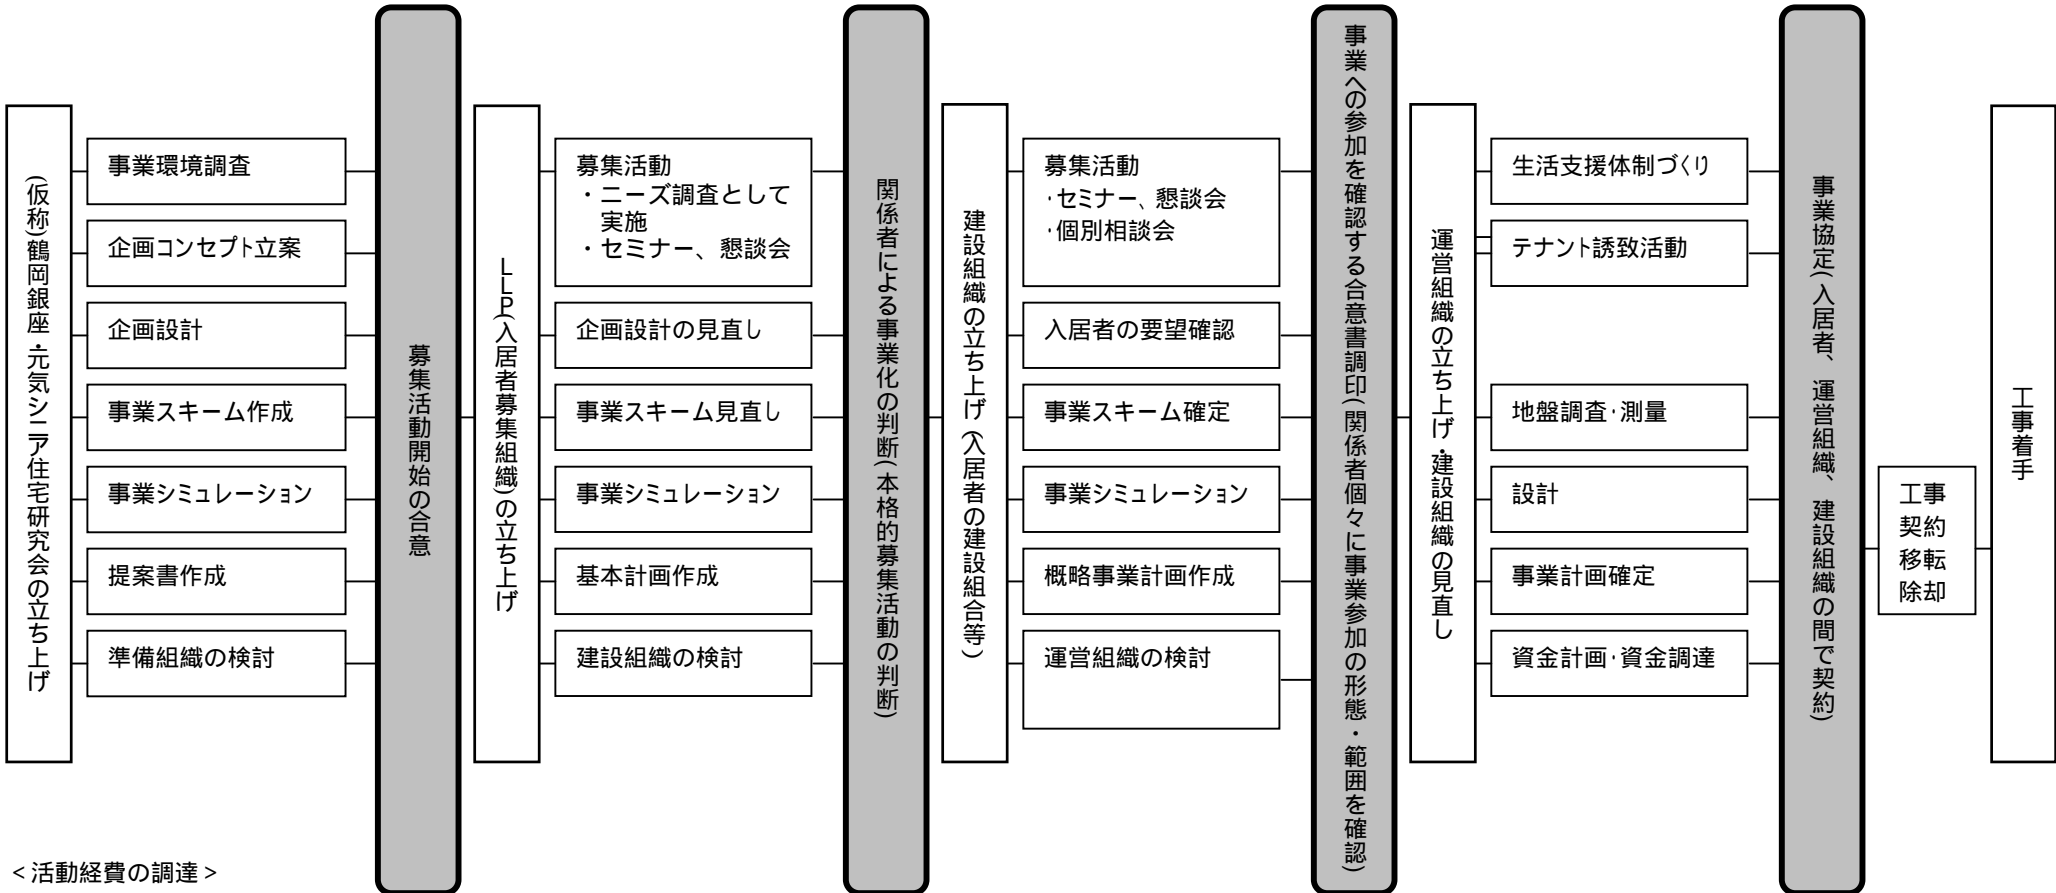 (仮称)鶴岡銀座・元気シニア住宅研究会の立ち上げ
事業環境調査
企画コンセプト立案
企画設計
事業スキーム作成
事業シミュレーション
提案書作成
準備組織の検討
募集活動開始の合意
LLP(入居者募集組織)の立ち上げ
募集活動
・ニーズ調査として
実施
・セミナー、懇談会
企画設計の見直し
事業スキーム見直し
事業シミュレーション
基本計画作成
建設組織の検討
関係者による事業化の判断(本格的募集活動の判断)
建設組織の立ち上げ(入居者の建設組合等)
募集活動
・セミナー、懇談会
・個別相談会
入居者の要望確認
事業スキーム確定
事業シミュレーション
概略事業計画作成
運営組織の検討
事業への参加を確認する合意書調印(関係者個々に事業参加の形態・範囲を確認)
運営組織の立ち上げ・建設組織の見直し
生活支援体制づくり
テナント誘致活動
地盤調査・測量
設計
事業計画確定
資金計画・資金調達
事業協定(入居者、運営組織、建設組織の間で契約)
工事
契約
移転
除却
工事着手
<活動経費の調達>